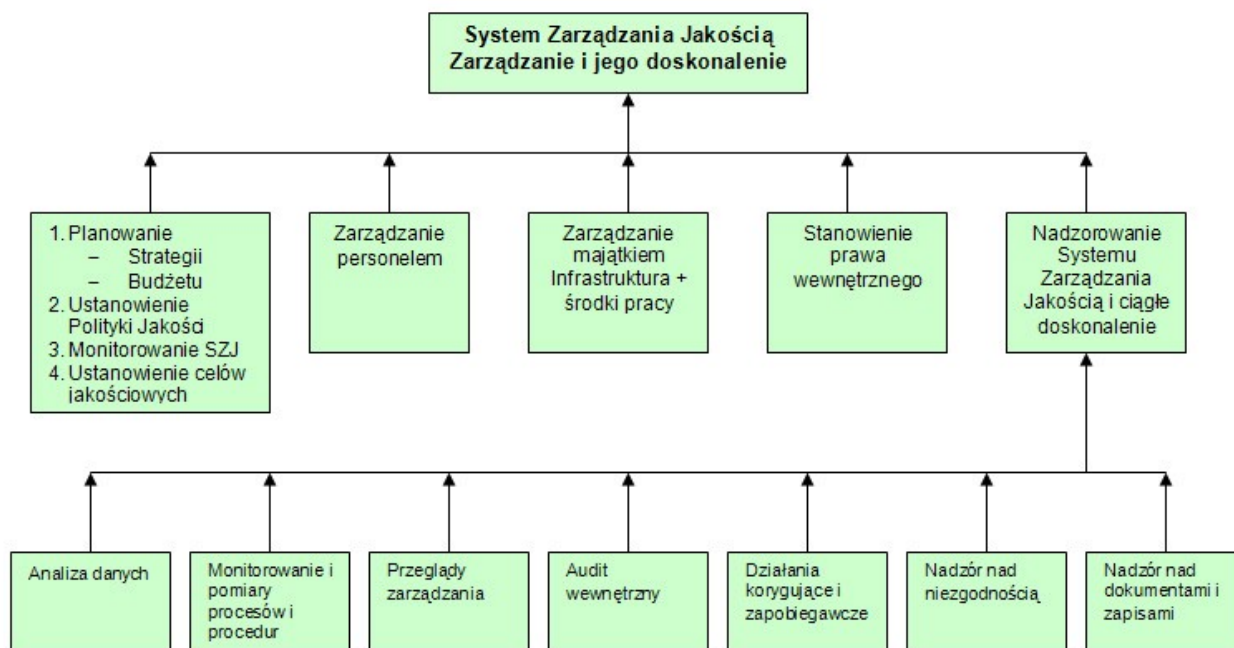 System Zarządzania Jakością
Zarządzanie i jego doskonalenie
1. Planowanie
– Strategii
– Budżetu
2. Ustanowienie
Polityki Jakości
3. Monitorowanie SZJ
4. Ustanowienie celów
jakościowych
Zarządzanie
personelem
Zarządzanie
majątkiem
Infrastruktura +
środki pracy
Stanowienie
prawa
wewnętrznego
Nadzorowanie
Systemu
Zarządzania
Jakością i ciągłe
doskonalenie
Analiza danych
Monitorowanie i
pomiary
procesów i
procedur
Przeglądy
zarządzania
Audit
wewnętrzny
Działania
korygujące i
zapobiegawcze
Nadzór nad
niezgodnością
Nadzór nad
dokumentami i
zapisami